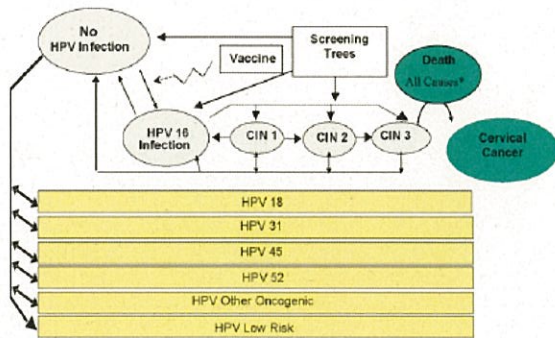 No
HPV Infection
Vaccine
Screening
Trees
Death
All Causes*
HPV 16
Infection
CIN 1
CIN 2
CIN 3
Cervical
Cancer
HPV 18
HPV 31
HPV 45
HPV 52
HPV Other Oncogenic
HPV Low Risk